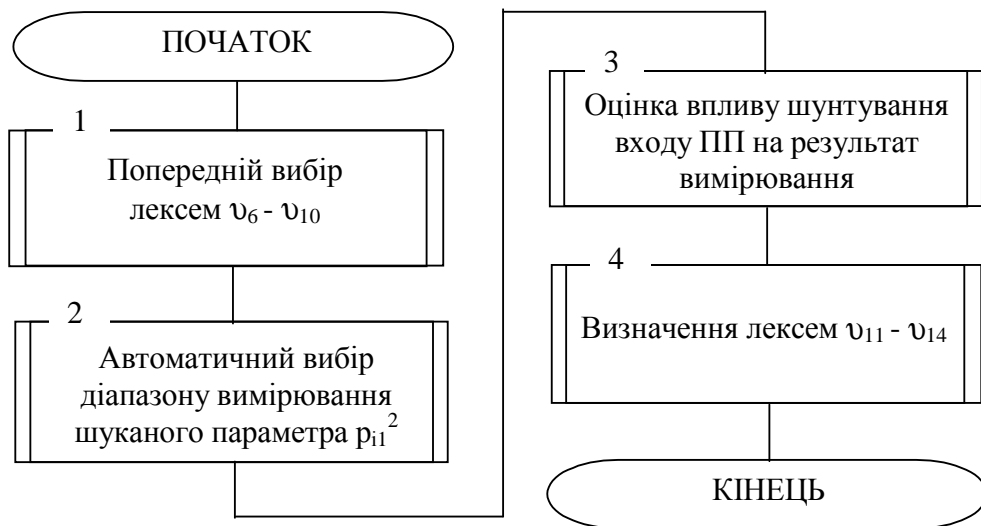 ПОЧАТОК
1
Попередній вибір
лексем υ₆ - υ₁₀
2
Автоматичний вибір
діапазону вимірювання
шуканого параметра pᵢ₁²
3
Оцінка впливу шунтування
входу ПП на результат
вимірювання
4
Визначення лексем υ₁₁ - υ₁₄
КІНЕЦЬ